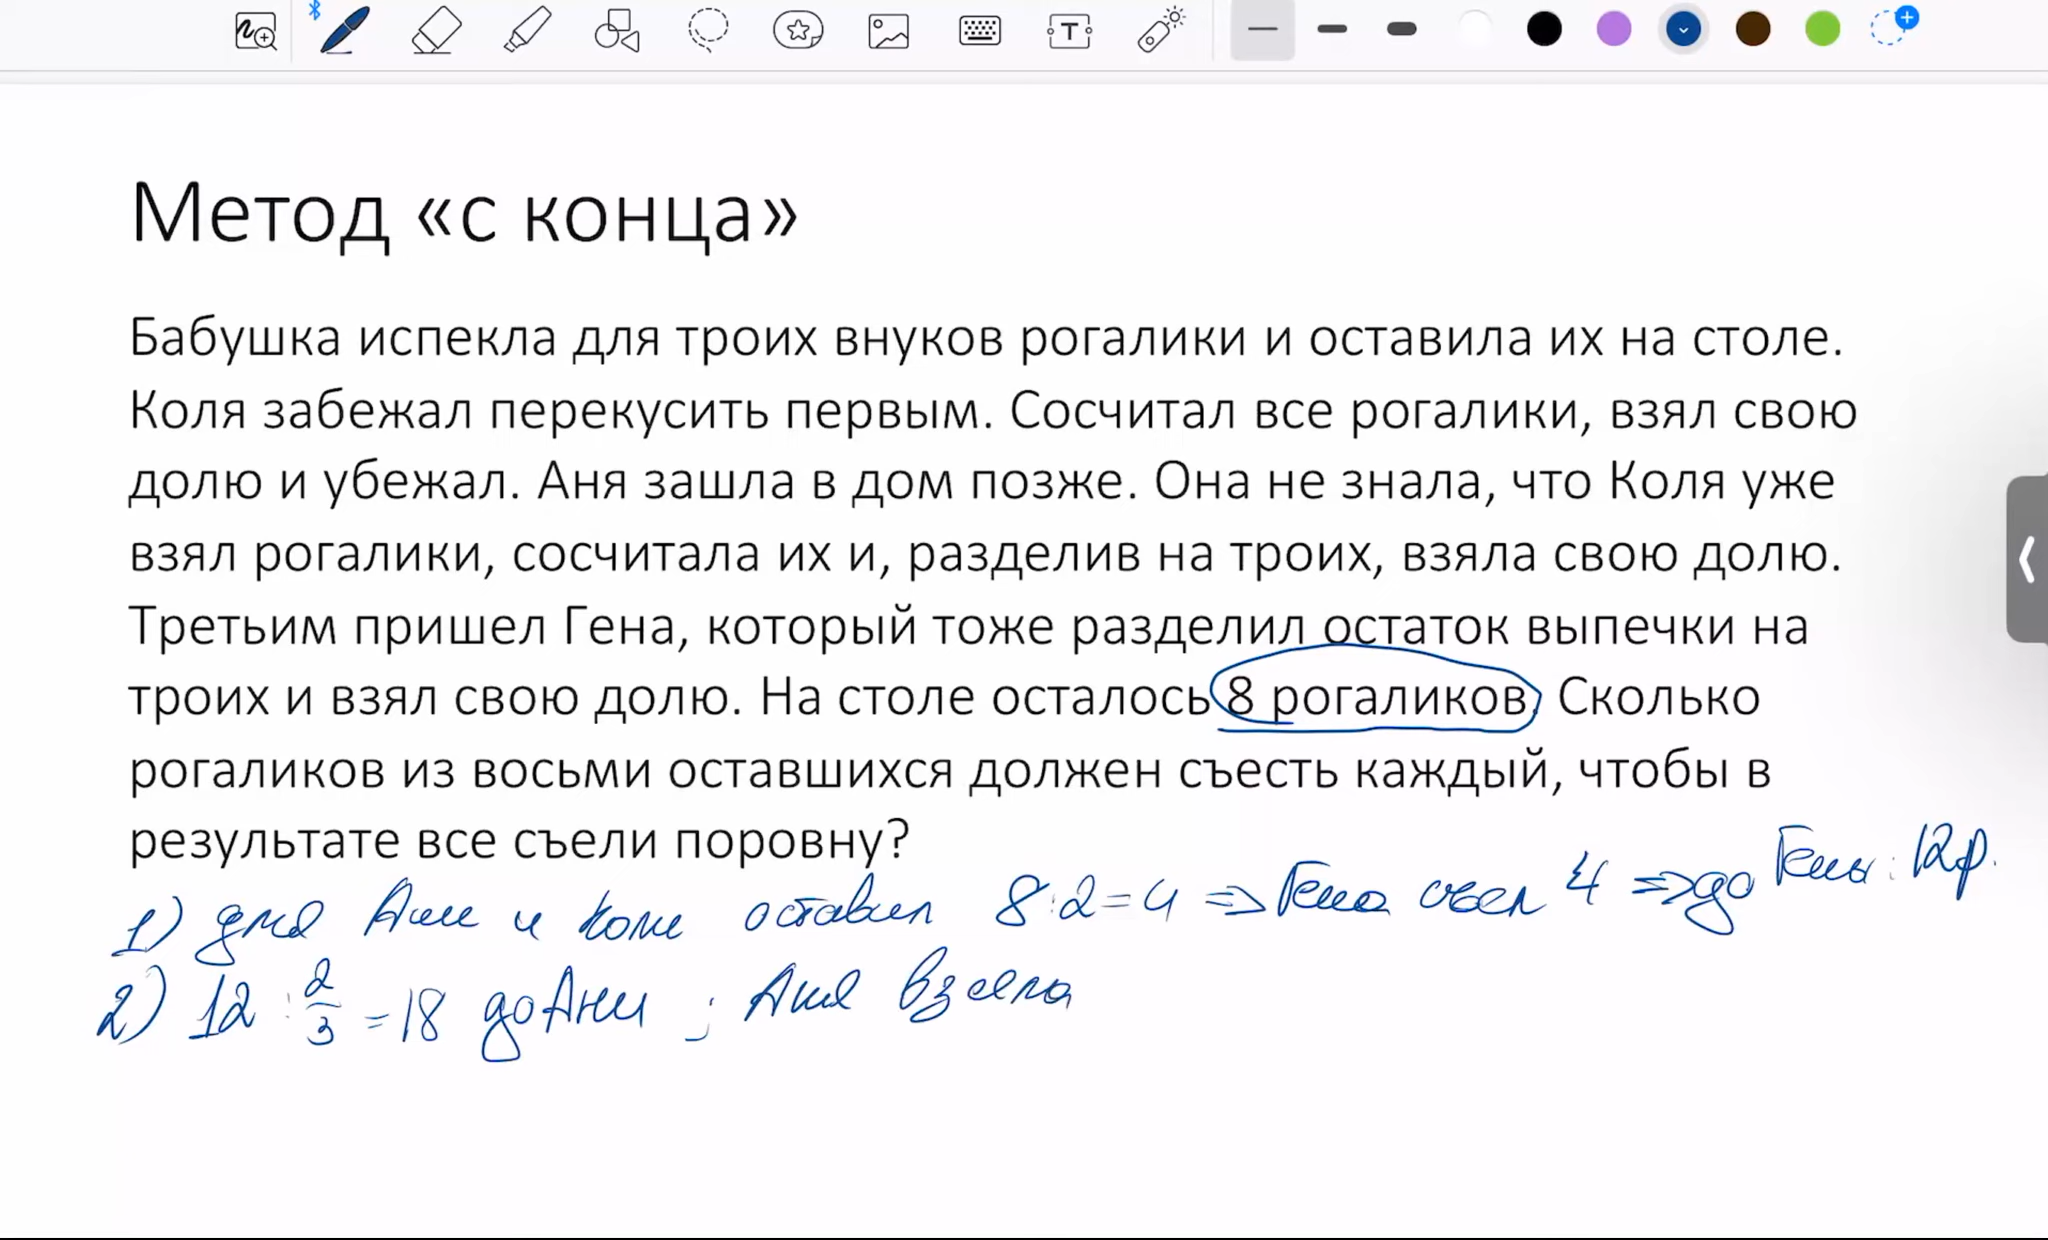 Метод «с конца»
Бабушка испекла для троих внуков рогалики и оставила их на столе.
Коля забежал перекусить первым. Сосчитал все рогалики, взял свою
долю и убежал. Аня зашла в дом позже. Она не знала, что Коля уже
взял рогалики, сосчитала их и, разделив на троих, взяла свою долю.
Третьим пришел Гена, который тоже разделил остаток выпечки на
троих и взял свою долю. На столе осталось 8 рогаликов. Сколько
рогаликов из восьми оставшихся должен съесть каждый, чтобы в
результате все съели поровну?
1) для Ани и Коли оставил 8:2=4 => Гена съел 4 => до Гены: 12р.
2) 12 : 2/3 = 18 до Ани ; Аня взяла